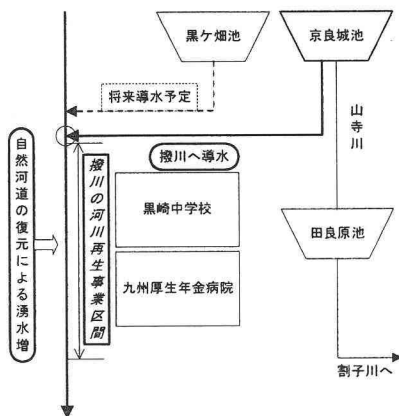 黒ケ畑池
京良城池
将来導水予定
山寺川
撥川へ導水
自然河道の復元による湧水増
撥川の河川再生事業区間
黒崎中学校
田良原池
九州厚生年金病院
割子川へ